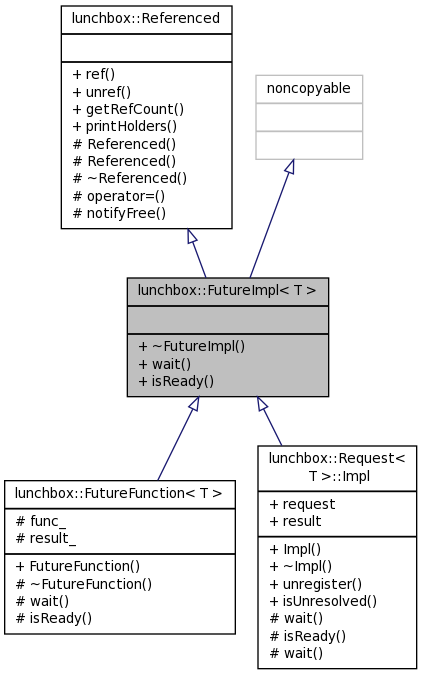 lunchbox::Referenced
+ ref()
+ unref()
+ getRefCount()
+ printHolders()
# Referenced()
# Referenced()
# ~Referenced()
# operator=()
# notifyFree()
noncopyable
lunchbox::FutureImpl< T >
+ ~FutureImpl()
+ wait()
+ isReady()
lunchbox::FutureFunction< T >
# func_
# result_
+ FutureFunction()
# ~FutureFunction()
# wait()
# isReady()
lunchbox::Request<
T >::Impl
+ request
+ result
+ Impl()
+ ~Impl()
+ unregister()
+ isUnresolved()
# wait()
# isReady()
# wait()